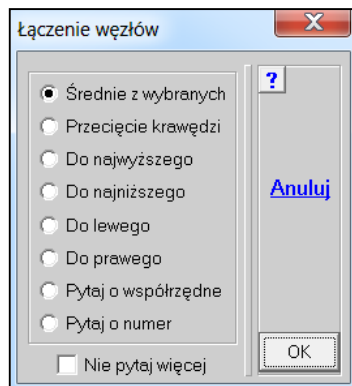 Łączenie węzłów
X
Średnie z wybranych
?
Przecięcie krawędzi
Do najwyższego
Do najniższego
Anuluj
Do lewego
Do prawego
Pytaj o współrzędne
Pytaj o numer
OK
Nie pytaj więcej